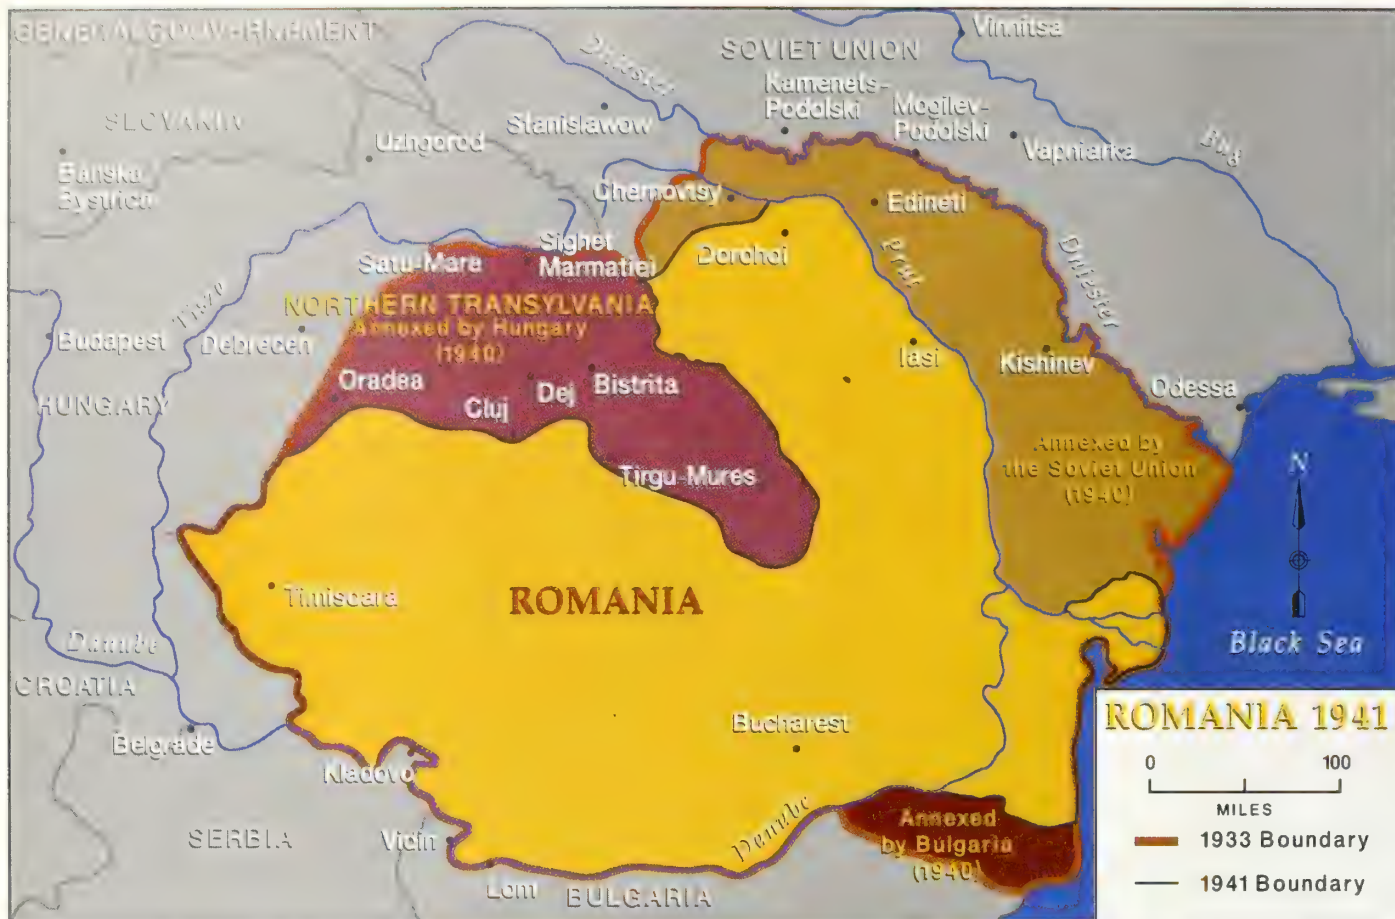 GENERALGOUVERNEMENT
SLOVAKIA
Banska
Bystrica
Uzhgorod
Stanislawow
Dniester
SOVIET UNION
Kamenets-
Podolski
Mogilev-
Podolski
Vinnitsa
Vapniarka
Bug
Chernovtsy
Edineti
Dorohoi
Prut
Dniester
Satu-Mare
Sighet
Marmatiei
NORTHERN TRANSYLVANIA
Annexed by Hungary
(1940)
Tisza
Budapest
Debrecen
HUNGARY
Oradea
Cluj
Dej
Bistrita
Tirgu-Mures
Iasi
Kishinev
Odessa
Annexed by
the Soviet Union
(1940)
N
Timiscara
ROMANIA
Black Sea
Danube
CROATIA
Belgrade
Kladovo
SERBIA
Vidin
Lom
BULGARIA
Bucharest
Danube
Annexed
by Bulgaria
(1940)
ROMANIA 1941
0 100
MILES
1933 Boundary
1941 Boundary